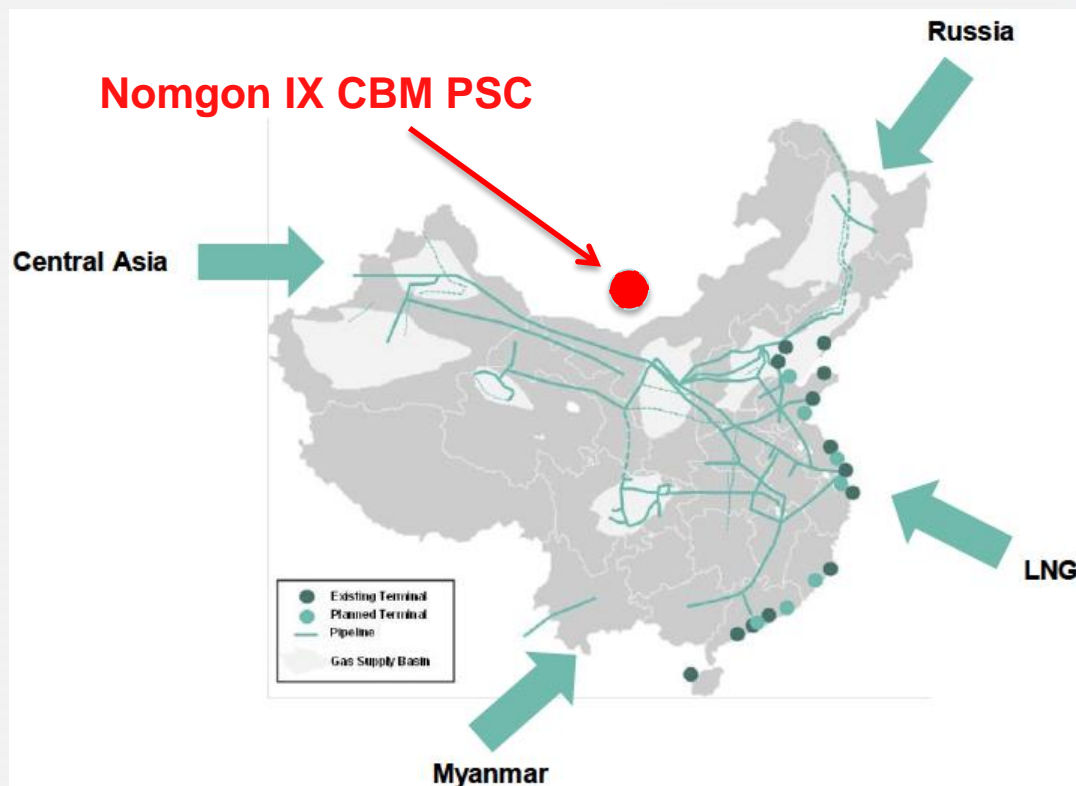 Russia
Nomgon IX CBM PSC
Central Asia
LNG
Existing Terminal
Planned Terminal
Pipeline
Gas Supply Basin
Myanmar